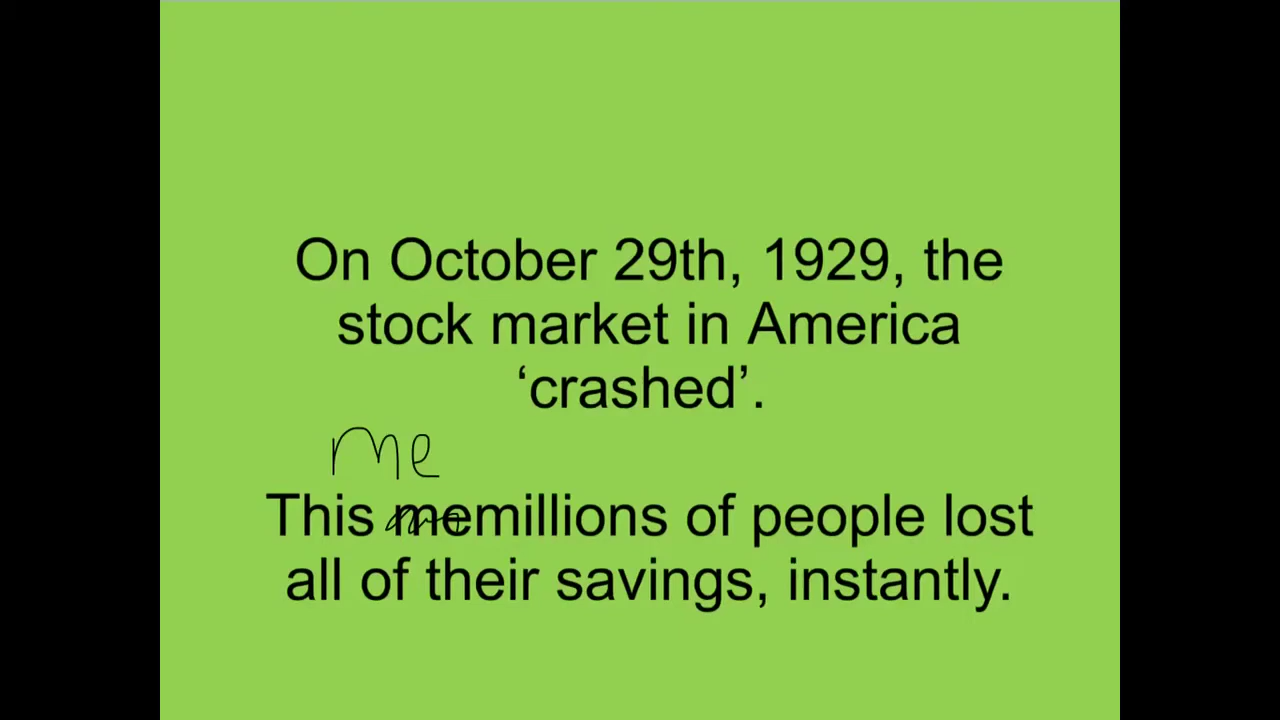 On October 29th, 1929, the
stock market in America
‘crashed’.
me
This memillions of people lost
all of their savings, instantly.